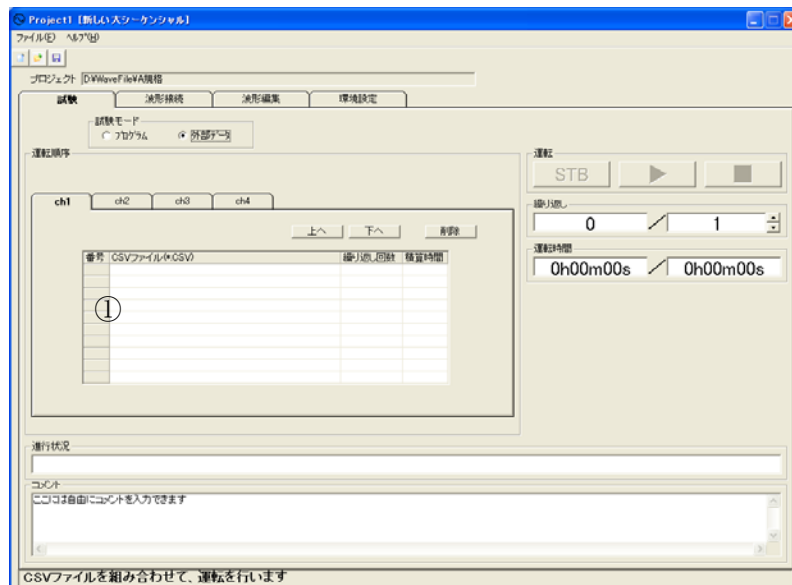 Project1 [新しい大シーケンシャル]
ファイル(F) ヘルプ(H)
プロジェクト D:¥WaveFile¥A規格
試験 波形接続 波形編集 環境設定
試験モード
プログラム 外部データ
運転順序
運転
STB
ch1 ch2 ch3 ch4
繰り返し
0 / 1
上へ 下へ 削除
運転時間
0h00m00s / 0h00m00s
番号 CSVファイル(*.CSV) 繰り返し回数 積算時間
①
進行状況
コメント
ここは自由にコメントを入力できます
CSVファイルを組み合わせて、運転を行います